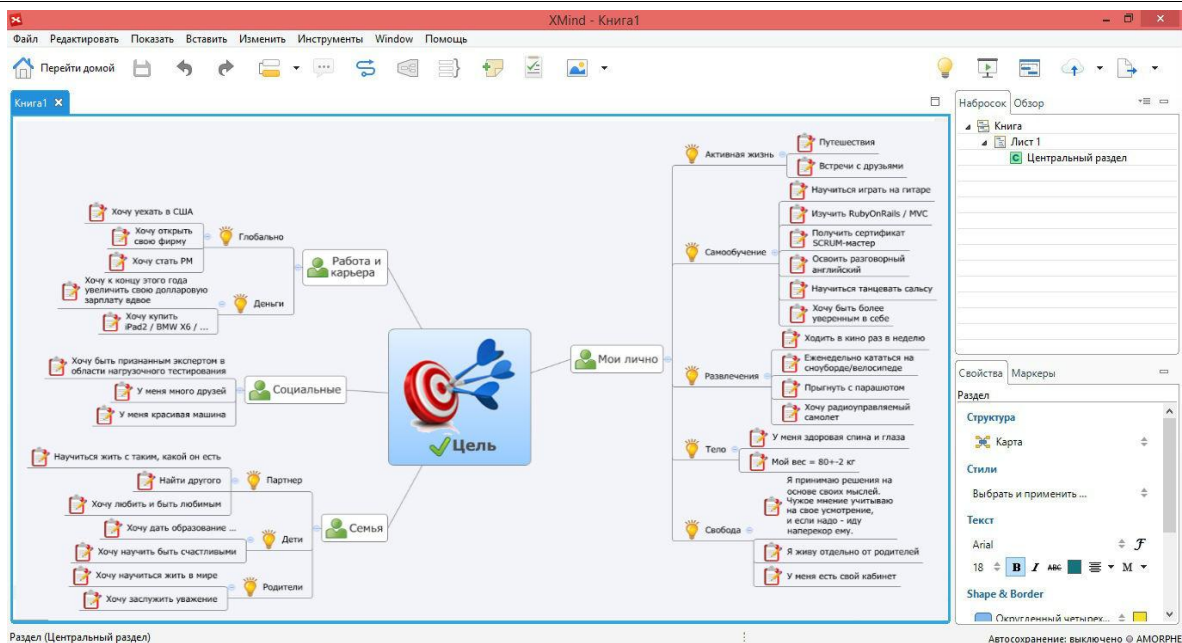 XMind - Книга1
Файл Редактировать Показать Вставить Изменить Инструменты Window Помощь
Перейти домой
Книга1
Хочу уехать в США
Хочу открыть
свою фирму
Хочу стать PM
Глобально
Хочу к концу этого года
увеличить свою долларовую
зарплату вдвое
Хочу купить
iPad2 / BMW X6 / ...
Деньги
Работа и
карьера
Хочу быть признанным экспертом в
области нагрузочного тестирования
У меня много друзей
У меня красивая машина
Социальные
Научиться жить с таким, какой он есть
Найти другого
Хочу любить и быть любимым
Партнер
Хочу дать образование ...
Хочу научить быть счастливыми
Дети
Хочу научиться жить в мире
Хочу заслужить уважение
Родители
Семья
Цель
Мои лично
Активная жизнь
Путешествия
Встречи с друзьями
Самообучение
Научиться играть на гитаре
Изучить RubyOnRails / MVC
Получить сертификат
SCRUM-мастер
Освоить разговорный
английский
Научиться танцевать сальсу
Хочу быть более
уверенным в себе
Развлечения
Ходить в кино раз в неделю
Еженедельно кататься на
сноуборде/велосипеде
Прыгнуть с парашютом
Хочу радиоуправляемый
самолет
Тело
У меня здоровая спина и глаза
Мой вес = 80+-2 кг
Свобода
Я принимаю решения на
основе своих мыслей.
Чужое мнение учитываю
на свое усмотрение,
и если надо - иду
наперекор ему.
Я живу отдельно от родителей
У меня есть свой кабинет
Набросок Обзор
Книга
Лист 1
C Центральный раздел
Свойства Маркеры
Раздел
Структура
Карта
Стили
Выбрать и применить ...
Текст
Arial F
18 B I ABC M
Shape & Border
Округленный четырех...
Раздел (Центральный раздел)
Автосохранение: выключено © AMORPHE